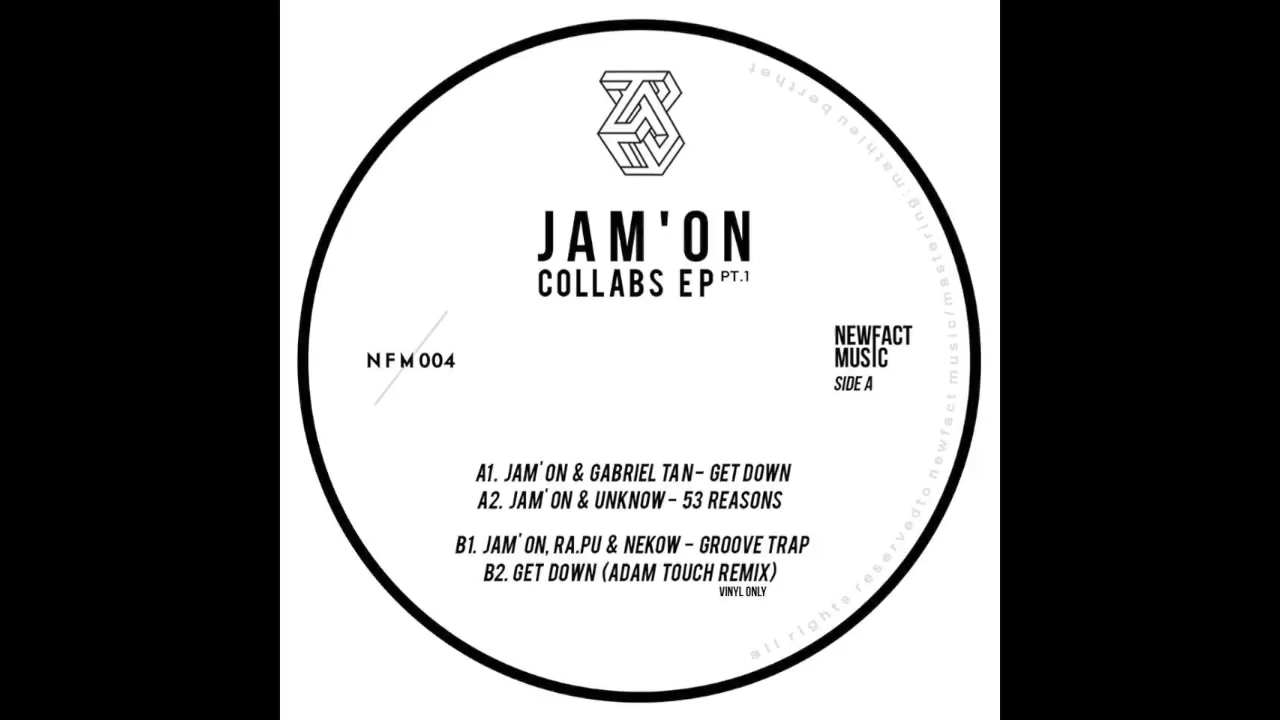 JAM'ON
COLLABS EP PT.1
NFM004
NEWFACT
MUSIC
SIDE A
A1. JAM'ON & GABRIEL TAN- GET DOWN
A2. JAM'ON & UNKNOW- 53 REASONS
B1. JAM'ON, RA.PU & NEKOW - GROOVE TRAP
B2. GET DOWN (ADAM TOUCH REMIX)
VINYL ONLY
all rights reservedto newfact music/mastering:mathieu berthet